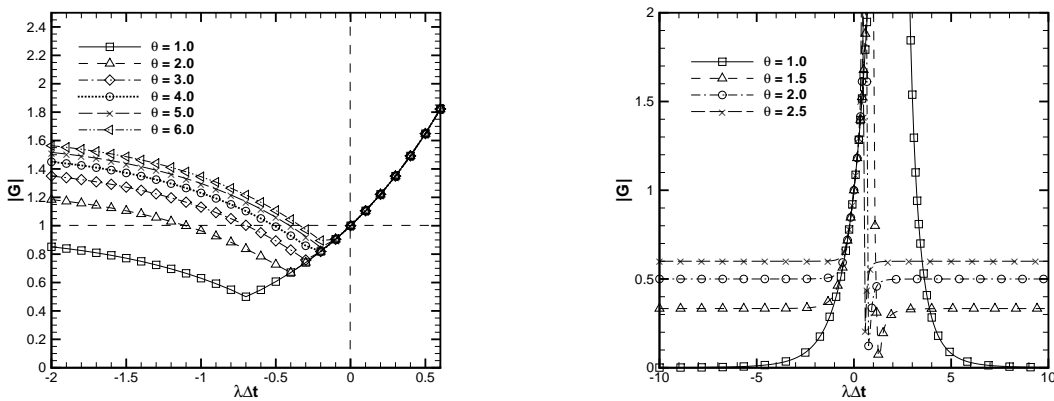 |G|
2.4
2.2
2
1.8
1.6
1.4
1.2
1
0.8
0.6
0.4
0.2
0
θ = 1.0
θ = 2.0
θ = 3.0
θ = 4.0
θ = 5.0
θ = 6.0
-2 -1.5 -1 -0.5 0 0.5
λΔt
|G|
2
1.5
1
0.5
0
θ = 1.0
θ = 1.5
θ = 2.0
θ = 2.5
-10 -5 0 5 10
λΔt